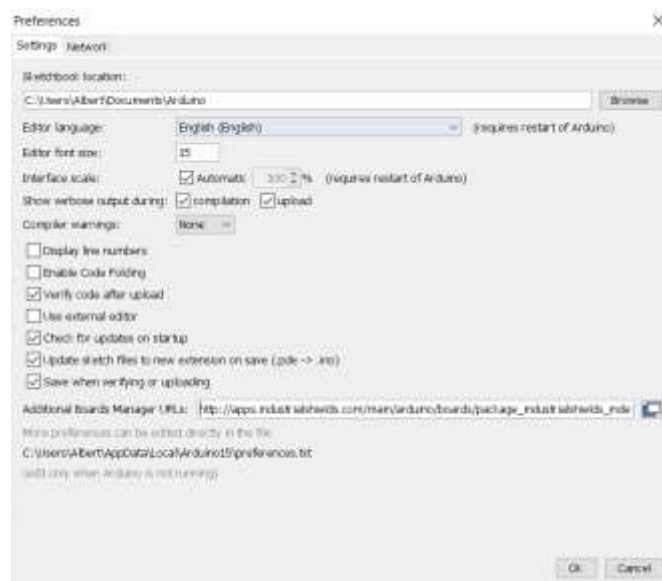 Preferences
Settings Network
Sketchbook location:
C:\Users\Albert\Documents\Arduino Browse
Editor language: English (English) (requires restart of Arduino)
Editor font size: 15
Interface scale: Automatic 100 % (requires restart of Arduino)
Show verbose output during: compilation upload
Compiler warnings: None
Display line numbers
Enable Code Folding
Verify code after upload
Use external editor
Check for updates on startup
Update sketch files to new extension on save (.pde -> .ino)
Save when verifying or uploading
Additional Boards Manager URLs: http://apps.industrialshields.com/main/arduino/boards/package_industrialshields_inde
More preferences can be edited directly in the file
C:\Users\Albert\AppData\Local\Arduino15\preferences.txt
(edit only when Arduino is not running)
Ok Cancel